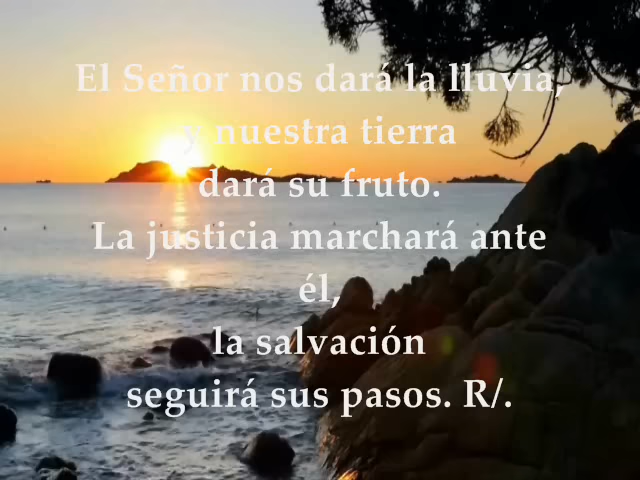 El Señor nos dará la lluvia,
y nuestra tierra
dará su fruto.
La justicia marchará ante
él,
la salvación
seguirá sus pasos. R/.